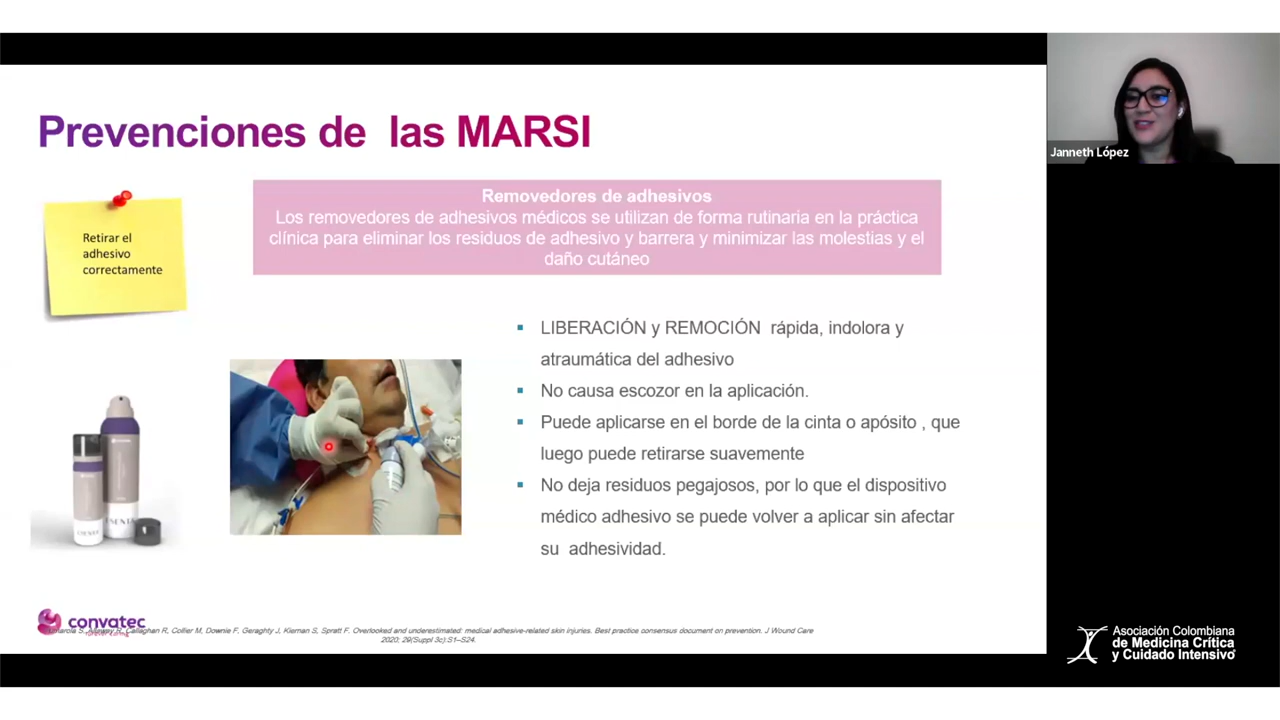 Prevenciones de las MARSI
Retirar el
adhesivo
correctamente
Removedores de adhesivos
Los removedores de adhesivos médicos se utilizan de forma rutinaria en la práctica
clínica para eliminar los residuos de adhesivo y barrera y minimizar las molestias y el
daño cutáneo
LIBERACIÓN y REMOCIÓN rápida, indolora y
atraumática del adhesivo
No causa escozor en la aplicación.
Puede aplicarse en el borde de la cinta o apósito , que
luego puede retirarse suavemente
No deja residuos pegajosos, por lo que el dispositivo
médico adhesivo se puede volver a aplicar sin afectar
su adhesividad.
convatec
R, Callaghan R, Collier M, Downie F, Geraghty J, Kiernan S, Spratt F. Overlooked and underestimated: medical adhesive-related skin injuries. Best practice consensus document on prevention. J Wound Care
2020; 29(Suppl 3c):S1–S24.
Janneth López
Asociación Colombiana
de Medicina Crítica
y Cuidado Intensivo